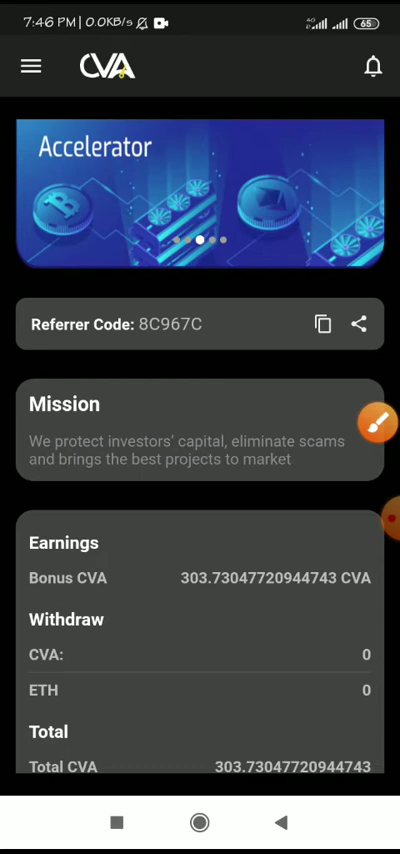 7:46 PM | 0.0KB/s
4G
65
CVA
Accelerator
Referrer Code: 8C967C
Mission
We protect investors' capital, eliminate scams
and brings the best projects to market
Earnings
Bonus CVA 303.73047720944743 CVA
Withdraw
CVA: 0
ETH 0
Total
Total CVA 303.73047720944743